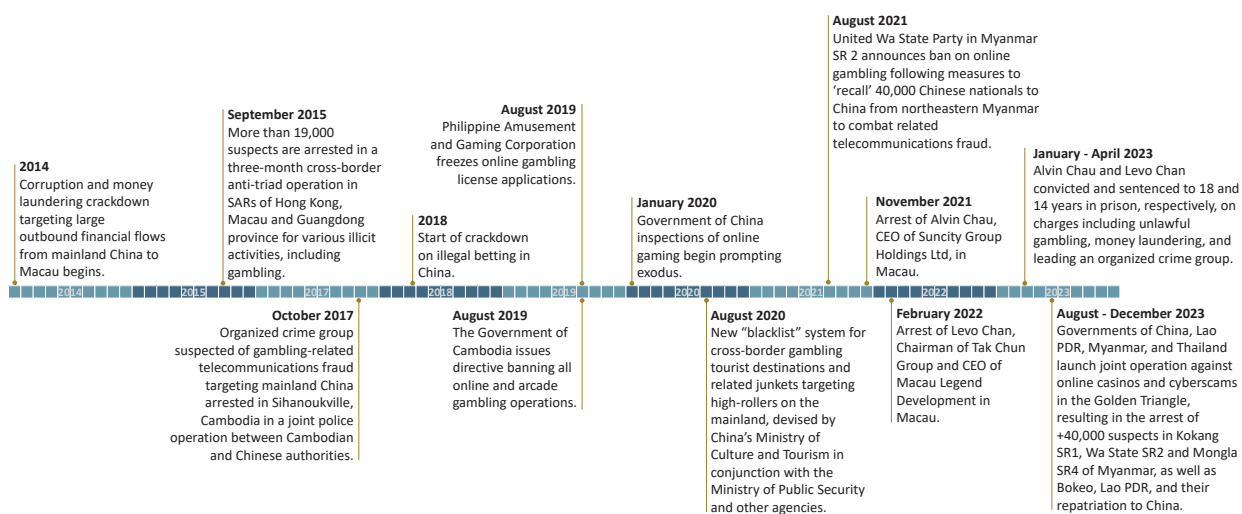 2014
Corruption and money
laundering crackdown
targeting large
outbound financial flows
from mainland China to
Macau begins.
September 2015
More than 19,000
suspects are arrested in a
three-month cross-border
anti-triad operation in
SARs of Hong Kong,
Macau and Guangdong
province for various illicit
activities, including
gambling.
2018
Start of crackdown
on illegal betting in
China.
August 2019
Philippine Amusement
and Gaming Corporation
freezes online gambling
license applications.
January 2020
Government of China
inspections of online
gaming begin prompting
exodus.
August 2021
United Wa State Party in Myanmar
SR 2 announces ban on online
gambling following measures to
‘recall’ 40,000 Chinese nationals to
China from northeastern Myanmar
to combat related
telecommunications fraud.
November 2021
Arrest of Alvin Chau,
CEO of Suncity Group
Holdings Ltd, in
Macau.
January - April 2023
Alvin Chau and Levo Chan
convicted and sentenced to 18 and
14 years in prison, respectively, on
charges including unlawful
gambling, money laundering, and
leading an organized crime group.
2014 2015 2017 2018 2019 2020 2021 2022 2023
October 2017
Organized crime group
suspected of gambling-related
telecommunications fraud
targeting mainland China
arrested in Sihanoukville,
Cambodia in a joint police
operation between Cambodian
and Chinese authorities.
August 2019
The Government of
Cambodia issues
directive banning all
online and arcade
gambling operations.
August 2020
New “blacklist” system for
cross-border gambling
tourist destinations and
related junkets targeting
high-rollers on the
mainland, devised by
China’s Ministry of
Culture and Tourism in
conjunction with the
Ministry of Public Security
and other agencies.
February 2022
Arrest of Levo Chan,
Chairman of Tak Chun
Group and CEO of
Macau Legend
Development in
Macau.
August - December 2023
Governments of China, Lao
PDR, Myanmar, and Thailand
launch joint operation against
online casinos and cyberscams
in the Golden Triangle,
resulting in the arrest of
+40,000 suspects in Kokang
SR1, Wa State SR2 and Mongla
SR4 of Myanmar, as well as
Bokeo, Lao PDR, and their
repatriation to China.